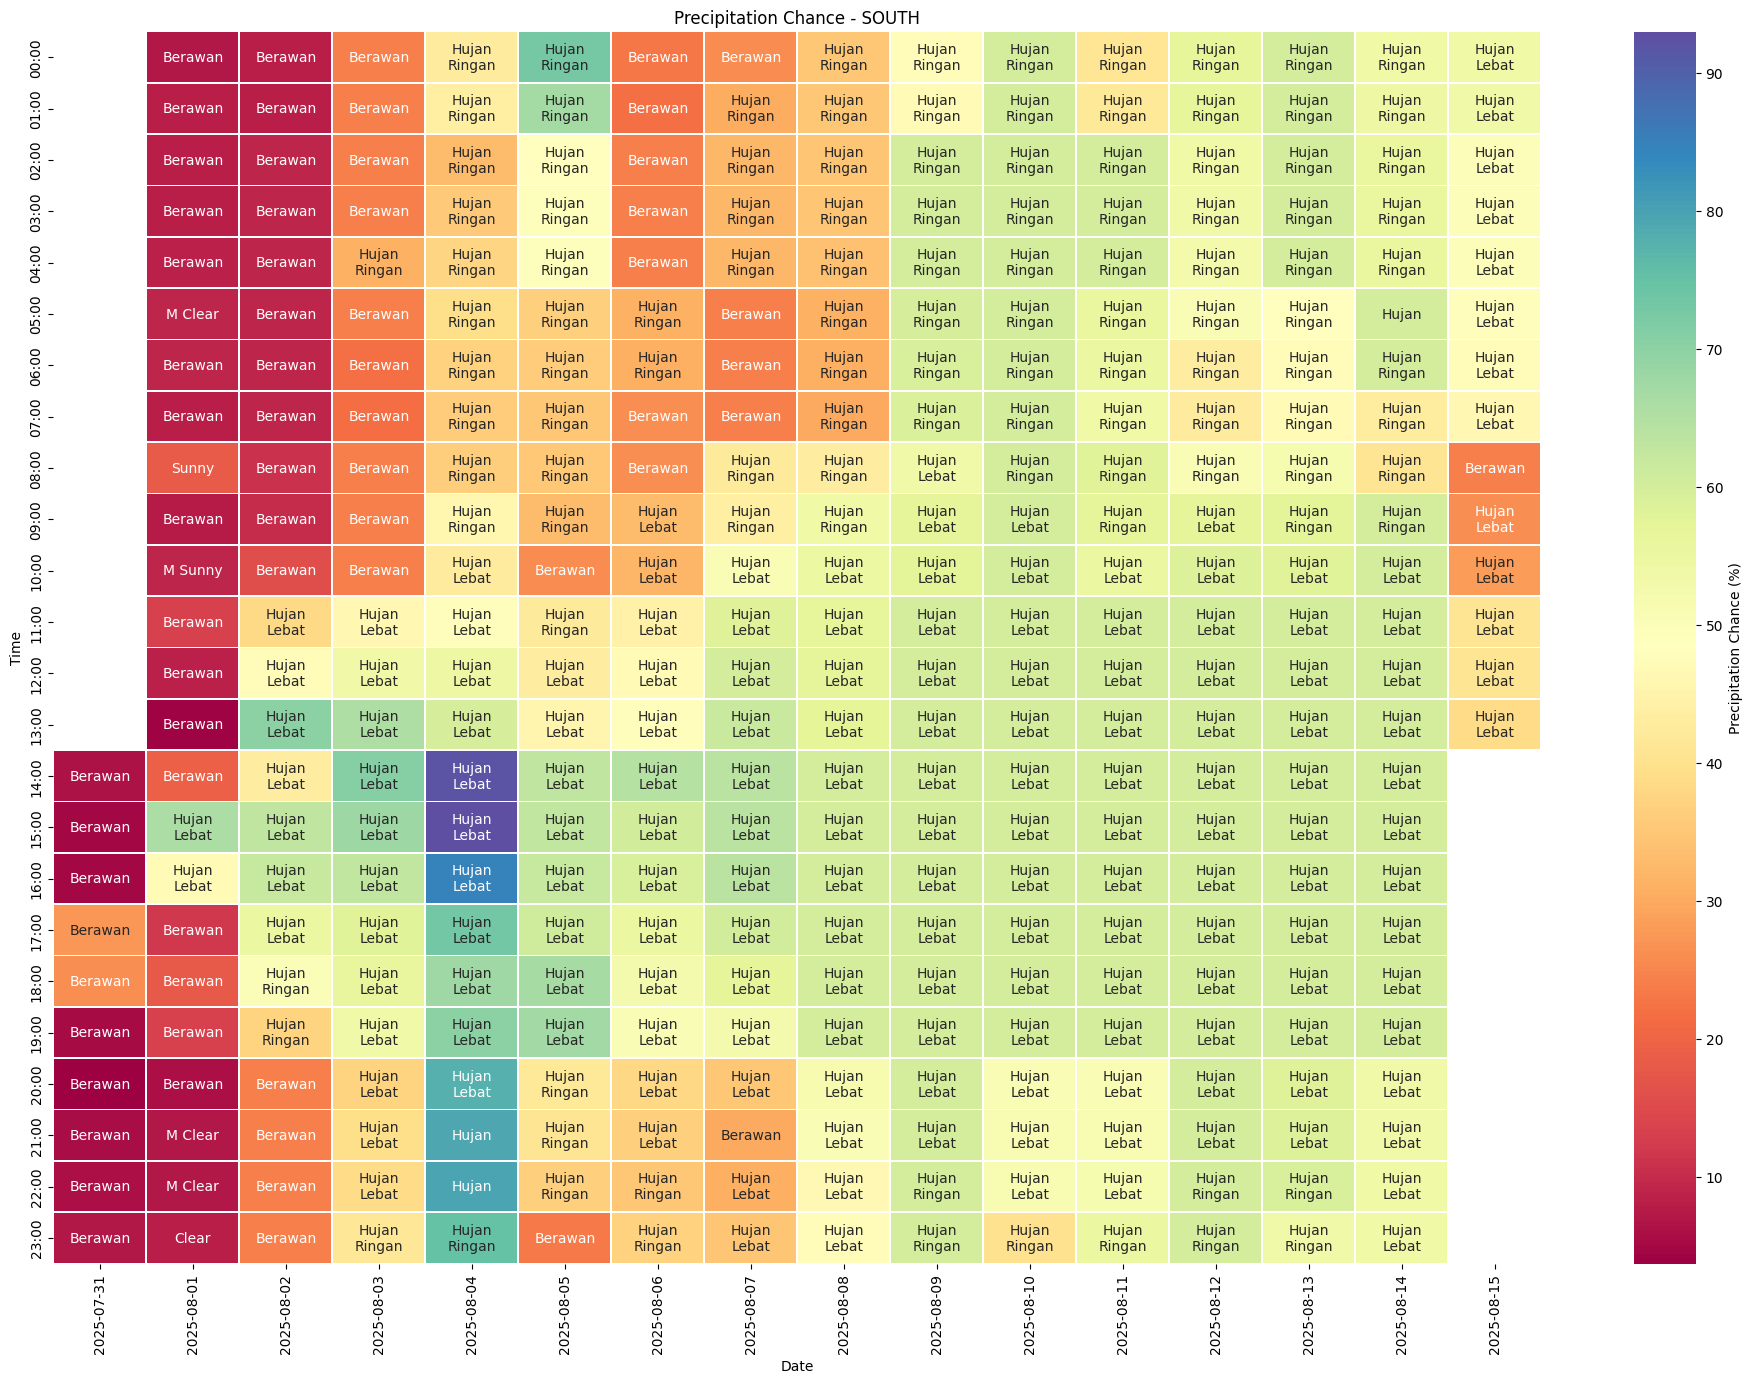 Precipitation Chance - SOUTH
00:00 Berawan Berawan Berawan Hujan Ringan Hujan Ringan Berawan Berawan Hujan Ringan Hujan Ringan Hujan Ringan Hujan Ringan Hujan Ringan Hujan Ringan Hujan Ringan Hujan Lebat
01:00 Berawan Berawan Berawan Hujan Ringan Hujan Ringan Berawan Hujan Ringan Hujan Ringan Hujan Ringan Hujan Ringan Hujan Ringan Hujan Ringan Hujan Ringan Hujan Ringan Hujan Lebat
02:00 Berawan Berawan Berawan Hujan Ringan Hujan Ringan Berawan Hujan Ringan Hujan Ringan Hujan Ringan Hujan Ringan Hujan Ringan Hujan Ringan Hujan Ringan Hujan Ringan Hujan Lebat
03:00 Berawan Berawan Berawan Hujan Ringan Hujan Ringan Berawan Hujan Ringan Hujan Ringan Hujan Ringan Hujan Ringan Hujan Ringan Hujan Ringan Hujan Ringan Hujan Ringan Hujan Lebat
04:00 Berawan Berawan Hujan Ringan Hujan Ringan Hujan Ringan Berawan Hujan Ringan Hujan Ringan Hujan Ringan Hujan Ringan Hujan Ringan Hujan Ringan Hujan Ringan Hujan Ringan Hujan Lebat
05:00 M Clear Berawan Berawan Hujan Ringan Hujan Ringan Hujan Ringan Berawan Hujan Ringan Hujan Ringan Hujan Ringan Hujan Ringan Hujan Ringan Hujan Ringan Hujan Hujan Lebat
06:00 Berawan Berawan Berawan Hujan Ringan Hujan Ringan Hujan Ringan Berawan Hujan Ringan Hujan Ringan Hujan Ringan Hujan Ringan Hujan Ringan Hujan Ringan Hujan Ringan Hujan Lebat
07:00 Berawan Berawan Berawan Hujan Ringan Hujan Ringan Berawan Berawan Hujan Ringan Hujan Ringan Hujan Ringan Hujan Ringan Hujan Ringan Hujan Ringan Hujan Ringan Hujan Lebat
08:00 Sunny Berawan Berawan Hujan Ringan Hujan Ringan Berawan Hujan Ringan Hujan Ringan Hujan Lebat Hujan Ringan Hujan Ringan Hujan Ringan Hujan Ringan Hujan Ringan Berawan
09:00 Berawan Berawan Berawan Hujan Ringan Hujan Ringan Hujan Lebat Hujan Ringan Hujan Ringan Hujan Lebat Hujan Lebat Hujan Ringan Hujan Lebat Hujan Ringan Hujan Ringan Hujan Lebat
10:00 M Sunny Berawan Berawan Hujan Lebat Berawan Hujan Lebat Hujan Lebat Hujan Lebat Hujan Lebat Hujan Lebat Hujan Lebat Hujan Lebat Hujan Lebat Hujan Lebat Hujan Lebat
11:00 Berawan Hujan Lebat Hujan Lebat Hujan Lebat Hujan Ringan Hujan Lebat Hujan Lebat Hujan Lebat Hujan Lebat Hujan Lebat Hujan Lebat Hujan Lebat Hujan Lebat Hujan Lebat Hujan Lebat
12:00 Berawan Hujan Lebat Hujan Lebat Hujan Lebat Hujan Lebat Hujan Lebat Hujan Lebat Hujan Lebat Hujan Lebat Hujan Lebat Hujan Lebat Hujan Lebat Hujan Lebat Hujan Lebat Hujan Lebat
13:00 Berawan Hujan Lebat Hujan Lebat Hujan Lebat Hujan Lebat Hujan Lebat Hujan Lebat Hujan Lebat Hujan Lebat Hujan Lebat Hujan Lebat Hujan Lebat Hujan Lebat Hujan Lebat Hujan Lebat
14:00 Berawan Berawan Hujan Lebat Hujan Lebat Hujan Lebat Hujan Lebat Hujan Lebat Hujan Lebat Hujan Lebat Hujan Lebat Hujan Lebat Hujan Lebat Hujan Lebat Hujan Lebat Hujan Lebat
15:00 Berawan Hujan Lebat Hujan Lebat Hujan Lebat Hujan Lebat Hujan Lebat Hujan Lebat Hujan Lebat Hujan Lebat Hujan Lebat Hujan Lebat Hujan Lebat Hujan Lebat Hujan Lebat Hujan Lebat
16:00 Berawan Hujan Lebat Hujan Lebat Hujan Lebat Hujan Lebat Hujan Lebat Hujan Lebat Hujan Lebat Hujan Lebat Hujan Lebat Hujan Lebat Hujan Lebat Hujan Lebat Hujan Lebat Hujan Lebat
17:00 Berawan Berawan Hujan Lebat Hujan Lebat Hujan Lebat Hujan Lebat Hujan Lebat Hujan Lebat Hujan Lebat Hujan Lebat Hujan Lebat Hujan Lebat Hujan Lebat Hujan Lebat Hujan Lebat
18:00 Berawan Berawan Hujan Ringan Hujan Lebat Hujan Lebat Hujan Lebat Hujan Lebat Hujan Lebat Hujan Lebat Hujan Lebat Hujan Lebat Hujan Lebat Hujan Lebat Hujan Lebat Hujan Lebat
19:00 Berawan Berawan Hujan Ringan Hujan Lebat Hujan Lebat Hujan Lebat Hujan Lebat Hujan Lebat Hujan Lebat Hujan Lebat Hujan Lebat Hujan Lebat Hujan Lebat Hujan Lebat Hujan Lebat
20:00 Berawan Berawan Berawan Hujan Lebat Hujan Lebat Hujan Ringan Hujan Lebat Hujan Lebat Hujan Lebat Hujan Lebat Hujan Lebat Hujan Lebat Hujan Lebat Hujan Lebat Hujan Lebat
21:00 Berawan M Clear Berawan Hujan Lebat Hujan Hujan Ringan Hujan Lebat Berawan Hujan Lebat Hujan Lebat Hujan Lebat Hujan Lebat Hujan Lebat Hujan Lebat Hujan Lebat
22:00 Berawan M Clear Berawan Hujan Lebat Hujan Hujan Ringan Hujan Ringan Hujan Lebat Hujan Lebat Hujan Ringan Hujan Lebat Hujan Lebat Hujan Ringan Hujan Ringan Hujan Lebat
23:00 Berawan Clear Berawan Hujan Ringan Hujan Ringan Berawan Hujan Ringan Hujan Lebat Hujan Lebat Hujan Ringan Hujan Ringan Hujan Ringan Hujan Ringan Hujan Ringan Hujan Lebat
2025-07-31 2025-08-01 2025-08-02 2025-08-03 2025-08-04 2025-08-05 2025-08-06 2025-08-07 2025-08-08 2025-08-09 2025-08-10 2025-08-11 2025-08-12 2025-08-13 2025-08-14 2025-08-15
Date
Time
90
80
70
60
50
40
30
20
10
Precipitation Chance (%)